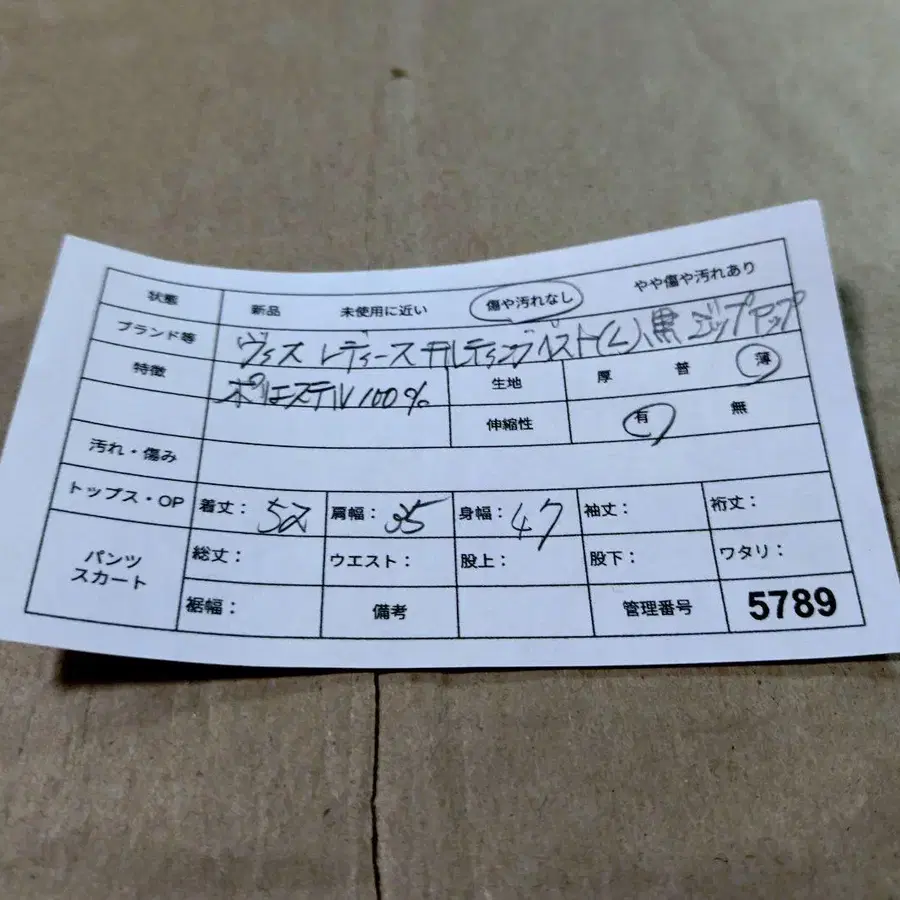 状態 新品 未使用に近い 傷や汚れなし やや傷や汚れあり
ブランド等 ヴィス レディース キルティングベスト(L)黒 ジップアップ
特徴 ポリエステル100% 生地 厚 普 薄
伸縮性 有 無
汚れ・傷み
トップス・OP 着丈: 52 肩幅: 35 身幅: 47 袖丈: 裄丈:
パンツ スカート 総丈: ウエスト: 股上: 股下: ワタリ:
裾幅: 備考 管理番号 5789